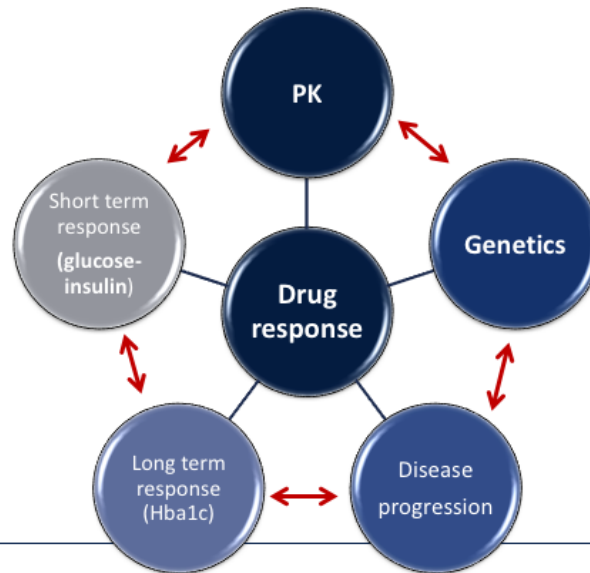 PK
Short term
response
(glucose-
insulin)
Genetics
Drug
response
Long term
response
(Hba1c)
Disease
progression